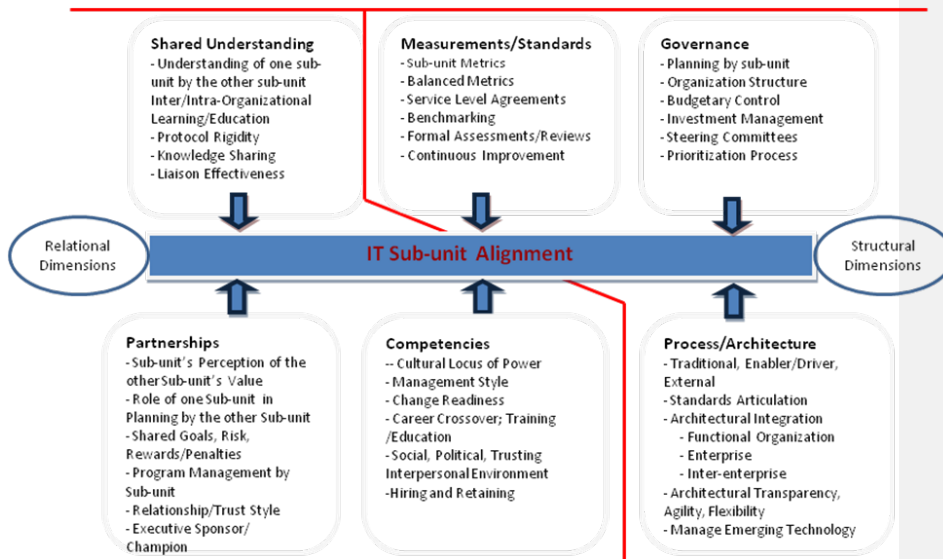 Shared Understanding
- Understanding of one sub-
unit by the other sub-unit
Inter/Intra-Organizational
Learning/Education
- Protocol Rigidity
- Knowledge Sharing
- Liaison Effectiveness
Measurements/Standards
- Sub-unit Metrics
- Balanced Metrics
- Service Level Agreements
- Benchmarking
- Formal Assessments/Reviews
- Continuous Improvement
Governance
- Planning by sub-unit
- Organization Structure
- Budgetary Control
- Investment Management
- Steering Committees
- Prioritization Process
Relational
Dimensions
IT Sub-unit Alignment
Structural
Dimensions
Partnerships
- Sub-unit's Perception of the
other Sub-unit's Value
- Role of one Sub-unit in
Planning by the other Sub-unit
- Shared Goals, Risk,
Rewards/Penalties
- Program Management by
Sub-unit
- Relationship/Trust Style
- Executive Sponsor/
Champion
Competencies
-- Cultural Locus of Power
- Management Style
- Change Readiness
- Career Crossover; Training
/Education
- Social, Political, Trusting
Interpersonal Environment
-Hiring and Retaining
Process/Architecture
- Traditional, Enabler/Driver,
External
- Standards Articulation
- Architectural Integration
- Functional Organization
- Enterprise
- Inter-enterprise
- Architectural Transparency,
Agility, Flexibility
- Manage Emerging Technology